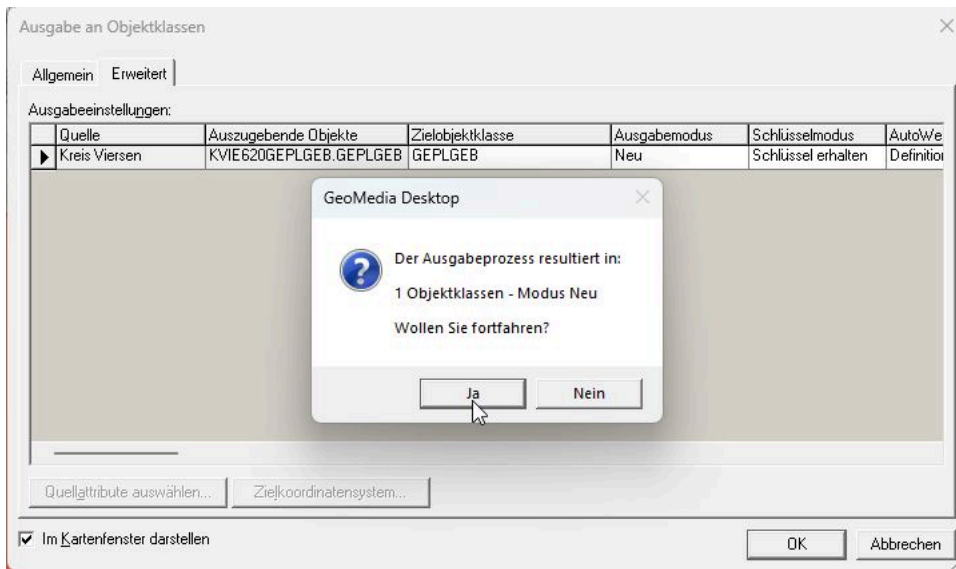 Ausgabe an Objektklassen
Allgemein Erweitert
Ausgabeeinstellungen:
Quelle Auszugebende Objekte Zielobjektklasse Ausgabemodus Schlüsselmodus AutoWe
Kreis Viersen KVIE620GEPLGEB.GEPLGEB GEPLGEB Neu Schlüssel erhalten Definition
GeoMedia Desktop
Der Ausgabeprozess resultiert in:
1 Objektklassen - Modus Neu
Wollen Sie fortfahren?
Ja Nein
Quellattribute auswählen... Zielkoordinatensystem...
Im Kartenfenster darstellen
OK Abbrechen